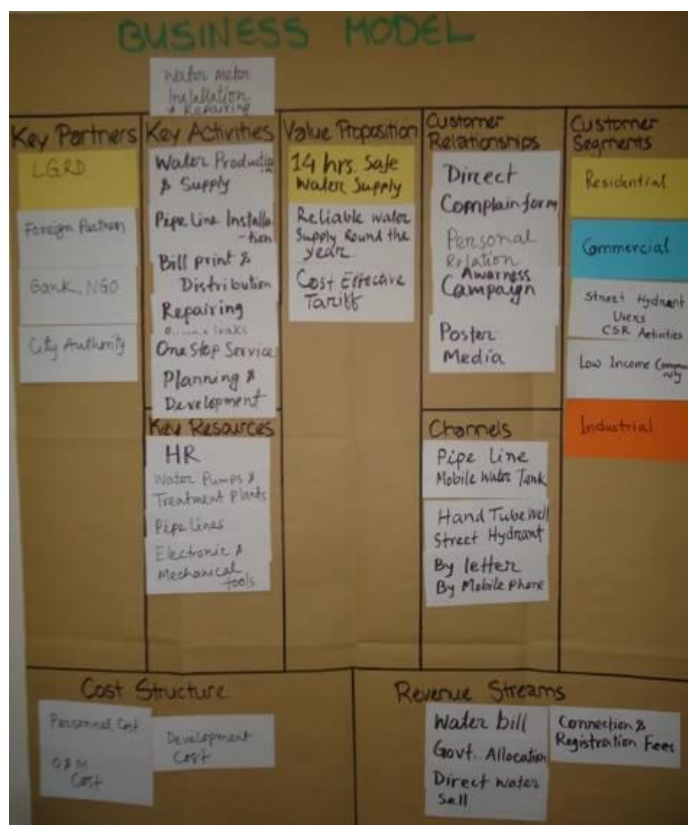 BUSINESS MODEL
Water meter
Installation
& Repairing
Key Partners
LGRD
Foreign Partners
Bank, NGO
City Authority
Key Activities
Water Production
& Supply
Pipe Line Installa
-tion
Bill print &
Distribution
Repairing
leaks
One Stop Service
Planning &
Development
Key Resources
HR
Water Pumps &
Treatment Plants
Pipe Lines
Electronic &
Mechanical
tools
Value Proposition
14 hrs. Safe
Water Supply
Reliable water
Supply Round the
year
Cost Effective
Tariff
Customer
Relationships
Direct
Complain form
Personal
Relation
Awarness
Campaign
Poster
Media
Channels
Pipe Line
Mobile Water Tank
Hand Tube Well
Street Hydrant
By letter
By Mobile Phone
Customer
Segments
Residential
Commercial
Street Hydrant
Users
CSR Activities
Low Income Commu
nity
Industrial
Cost Structure
Personnel Cost
O&M
Cost
Development
Cost
Revenue Streams
Water bill
Govt. Allocation
Direct Water
Sell
Connection &
Registration Fees